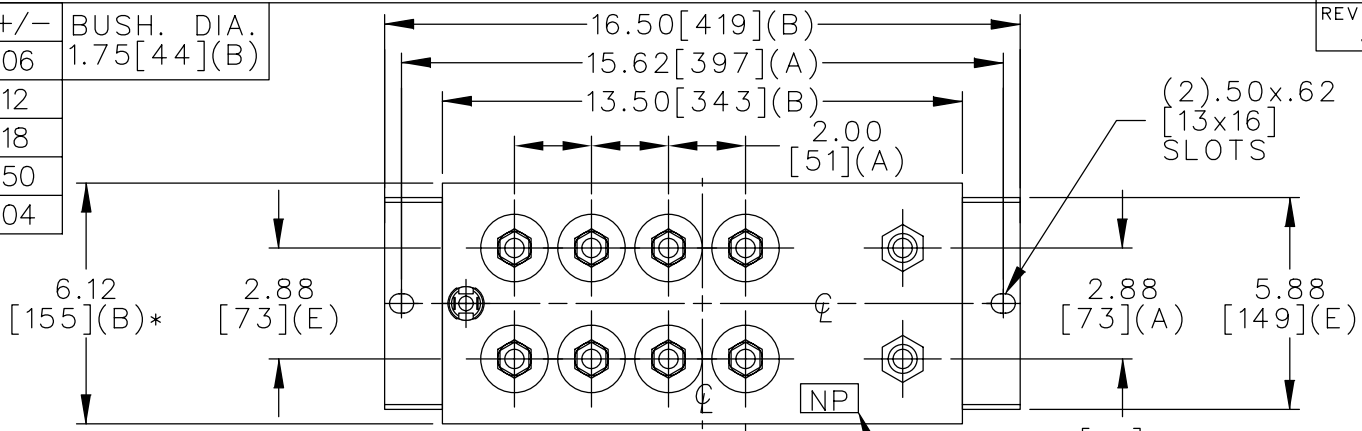 +/-
06
12
18
50
04
BUSH. DIA.
1.75[44](B)
16.50[419](B)
15.62[397](A)
13.50[343](B)
2.00
[51](A)
REV
(2).50x.62
[13x16]
SLOTS
6.12
[155](B)*
2.88
[73](E)
℄
2.88
[73](A)
5.88
[149](E)
℄
NP